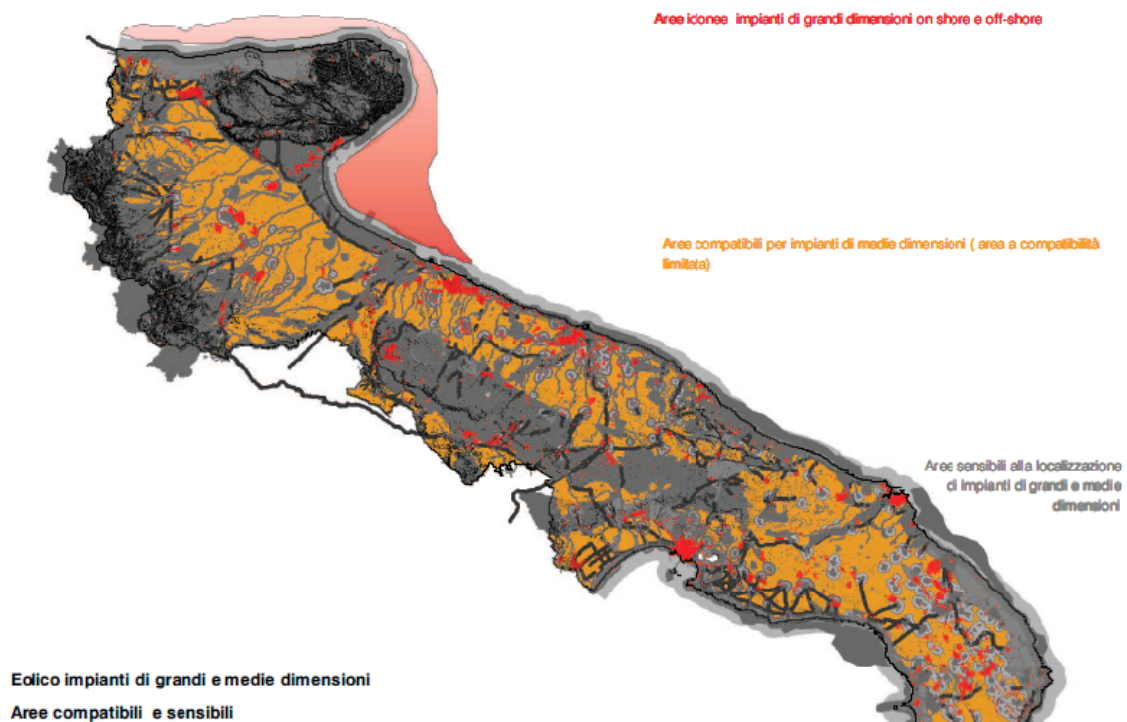 Aree idonee impianti di grandi dimensioni on shore e off-shore
Aree compatibili per impianti di medie dimensioni ( area a compatibilità
limitata)
Aree sensibili alla localizzazione
di impianti di grandi e medie
dimensioni
Eolico impianti di grandi e medie dimensioni
Aree compatibili e sensibili